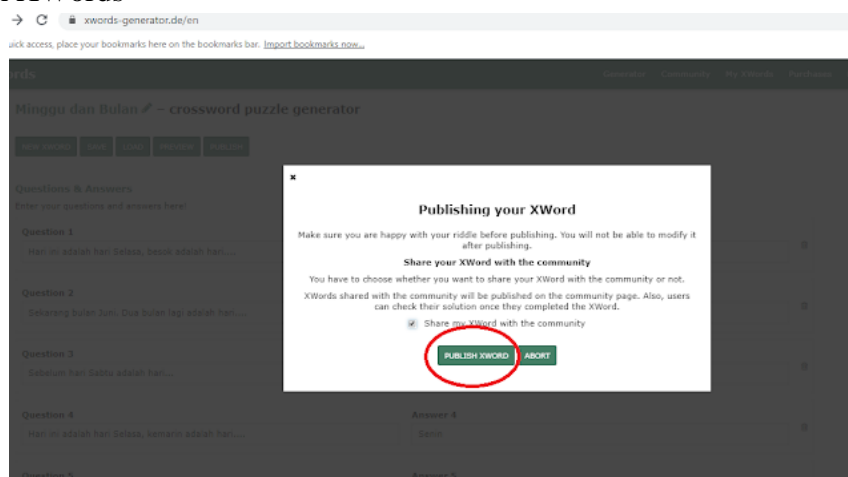 xwords-generator.de/en
uick access, place your bookmarks here on the bookmarks bar. Import bookmarks now...
rds
Generator Community My XWords Purchases
Minggu dan Bulan – crossword puzzle generator
NEW XWORD SAVE LOAD PREVIEW PUBLISH
Questions & Answers
Enter your questions and answers here!
Question 1
Hari ini adalah hari Selasa, besok adalah hari....
Question 2
Sekarang bulan Juni. Dua bulan lagi adalah hari....
Question 3
Sebelum hari Sabtu adalah hari...
Question 4
Answer 4
Hari ini adalah hari Selasa, kemarin adalah hari....
Senin
Question 5
Answer 5
Publishing your XWord
Make sure you are happy with your riddle before publishing. You will not be able to modify it
after publishing.
Share your XWord with the community
You have to choose whether you want to share your XWord with the community or not.
XWords shared with the community will be published on the community page. Also, users
can check their solution once they completed the XWord.
Share my XWord with the community
PUBLISH XWORD ABORT